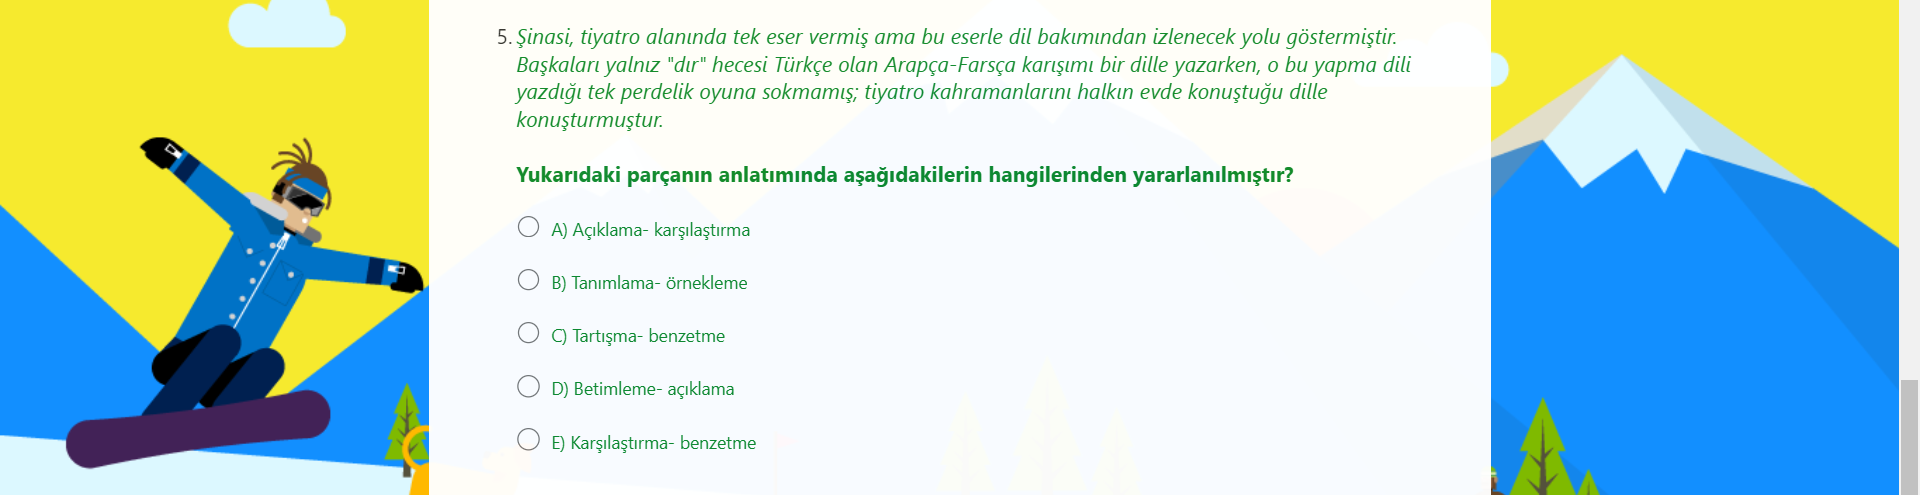 5. Şinasi, tiyatro alanında tek eser vermiş ama bu eserle dil bakımından izlenecek yolu göstermiştir.
Başkaları yalnız "dır" hecesi Türkçe olan Arapça-Farsça karışımı bir dille yazarken, o bu yapma dili
yazdığı tek perdelik oyuna sokmamış; tiyatro kahramanlarını halkın evde konuştuğu dille
konuşturmuştur.
Yukarıdaki parçanın anlatımında aşağıdakilerin hangilerinden yararlanılmıştır?
A) Açıklama- karşılaştırma
B) Tanımlama- örnekleme
C) Tartışma- benzetme
D) Betimleme- açıklama
E) Karşılaştırma- benzetme